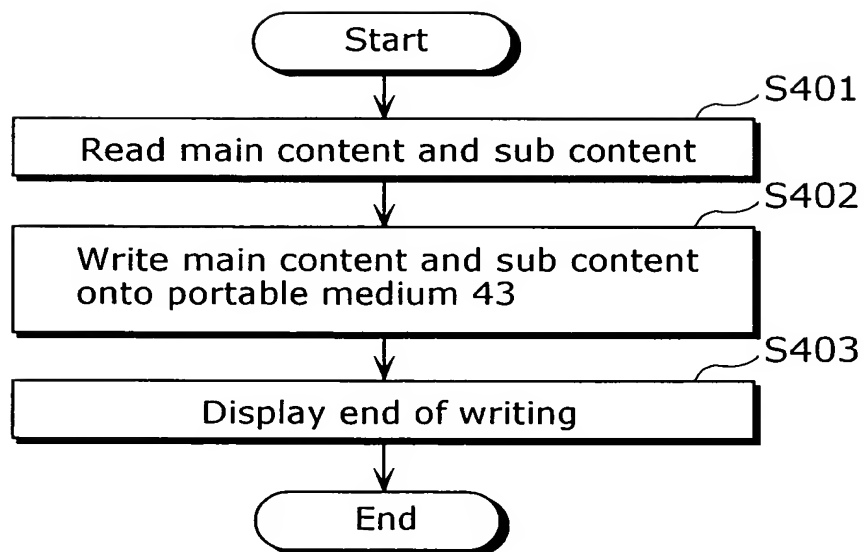 Start
S401
Read main content and sub content
S402
Write main content and sub content
onto portable medium 43
S403
Display end of writing
End